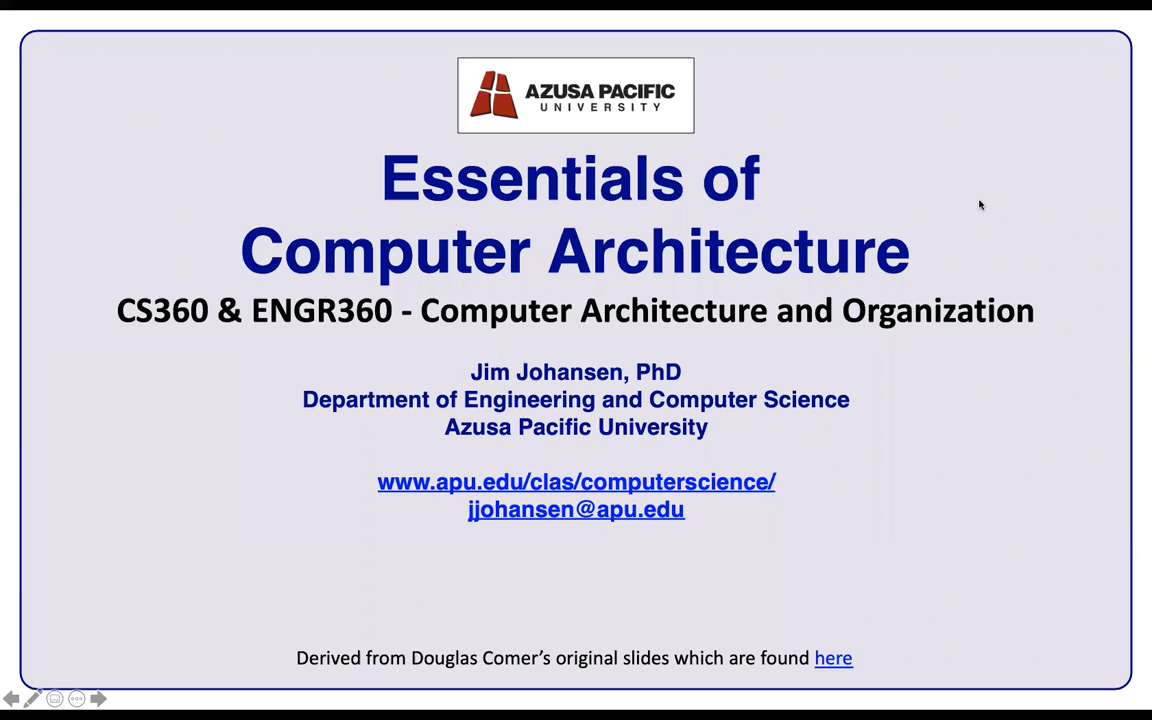 AZUSA PACIFIC
UNIVERSITY
Essentials of
Computer Architecture
CS360 & ENGR360 - Computer Architecture and Organization
Jim Johansen, PhD
Department of Engineering and Computer Science
Azusa Pacific University
www.apu.edu/clas/computerscience/
jjohansen@apu.edu
Derived from Douglas Comer’s original slides which are found here